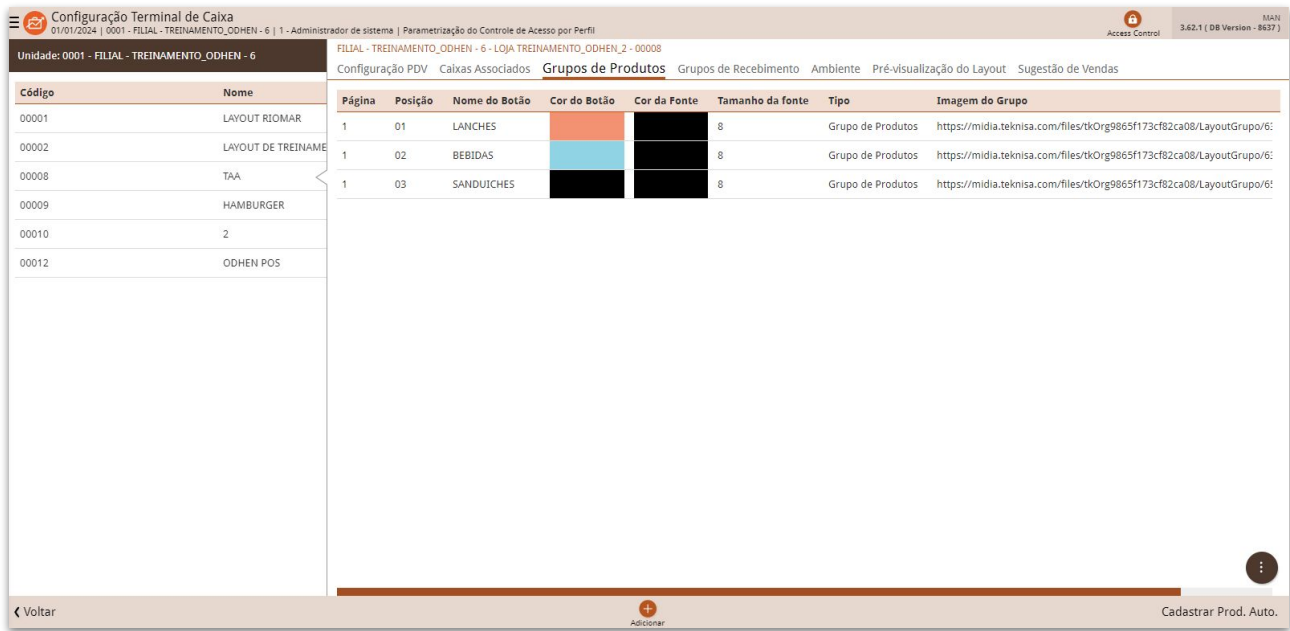 Configuração Terminal de Caixa
01/01/2024 | 0001 - FILIAL - TREINAMENTO_ODHEN - 6 | 1 - Administrador de sistema | Parametrização do Controle de Acesso por Perfil
Access Control
MAN
3.62.1 ( DB Version - 8637 )
Unidade: 0001 - FILIAL - TREINAMENTO_ODHEN - 6
Código Nome
00001 LAYOUT RIOMAR
00002 LAYOUT DE TREINAME
00008 TAA
00009 HAMBURGER
00010 2
00012 ODHEN POS
FILIAL - TREINAMENTO_ODHEN - 6 - LOJA TREINAMENTO_ODHEN_2 - 00008
Configuração PDV Caixas Associados Grupos de Produtos Grupos de Recebimento Ambiente Pré-visualização do Layout Sugestão de Vendas
Página Posição Nome do Botão Cor do Botão Cor da Fonte Tamanho da fonte Tipo Imagem do Grupo
1 01 LANCHES 8 Grupo de Produtos https://midia.teknisa.com/files/tkOrg9865f173cf82ca08/LayoutGrupo/63
1 02 BEBIDAS 8 Grupo de Produtos https://midia.teknisa.com/files/tkOrg9865f173cf82ca08/LayoutGrupo/63
1 03 SANDUICHES 8 Grupo de Produtos https://midia.teknisa.com/files/tkOrg9865f173cf82ca08/LayoutGrupo/65
Voltar
Adicionar
Cadastrar Prod. Auto.